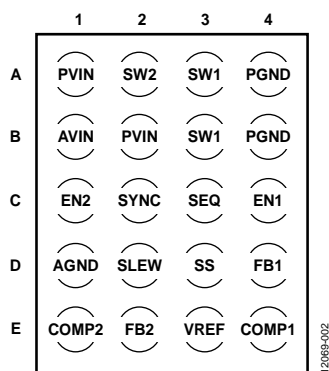 1 2 3 4
A PVIN SW2 SW1 PGND
B AVIN PVIN SW1 PGND
C EN2 SYNC SEQ EN1
D AGND SLEW SS FB1
E COMP2 FB2 VREF COMP1
12069-002